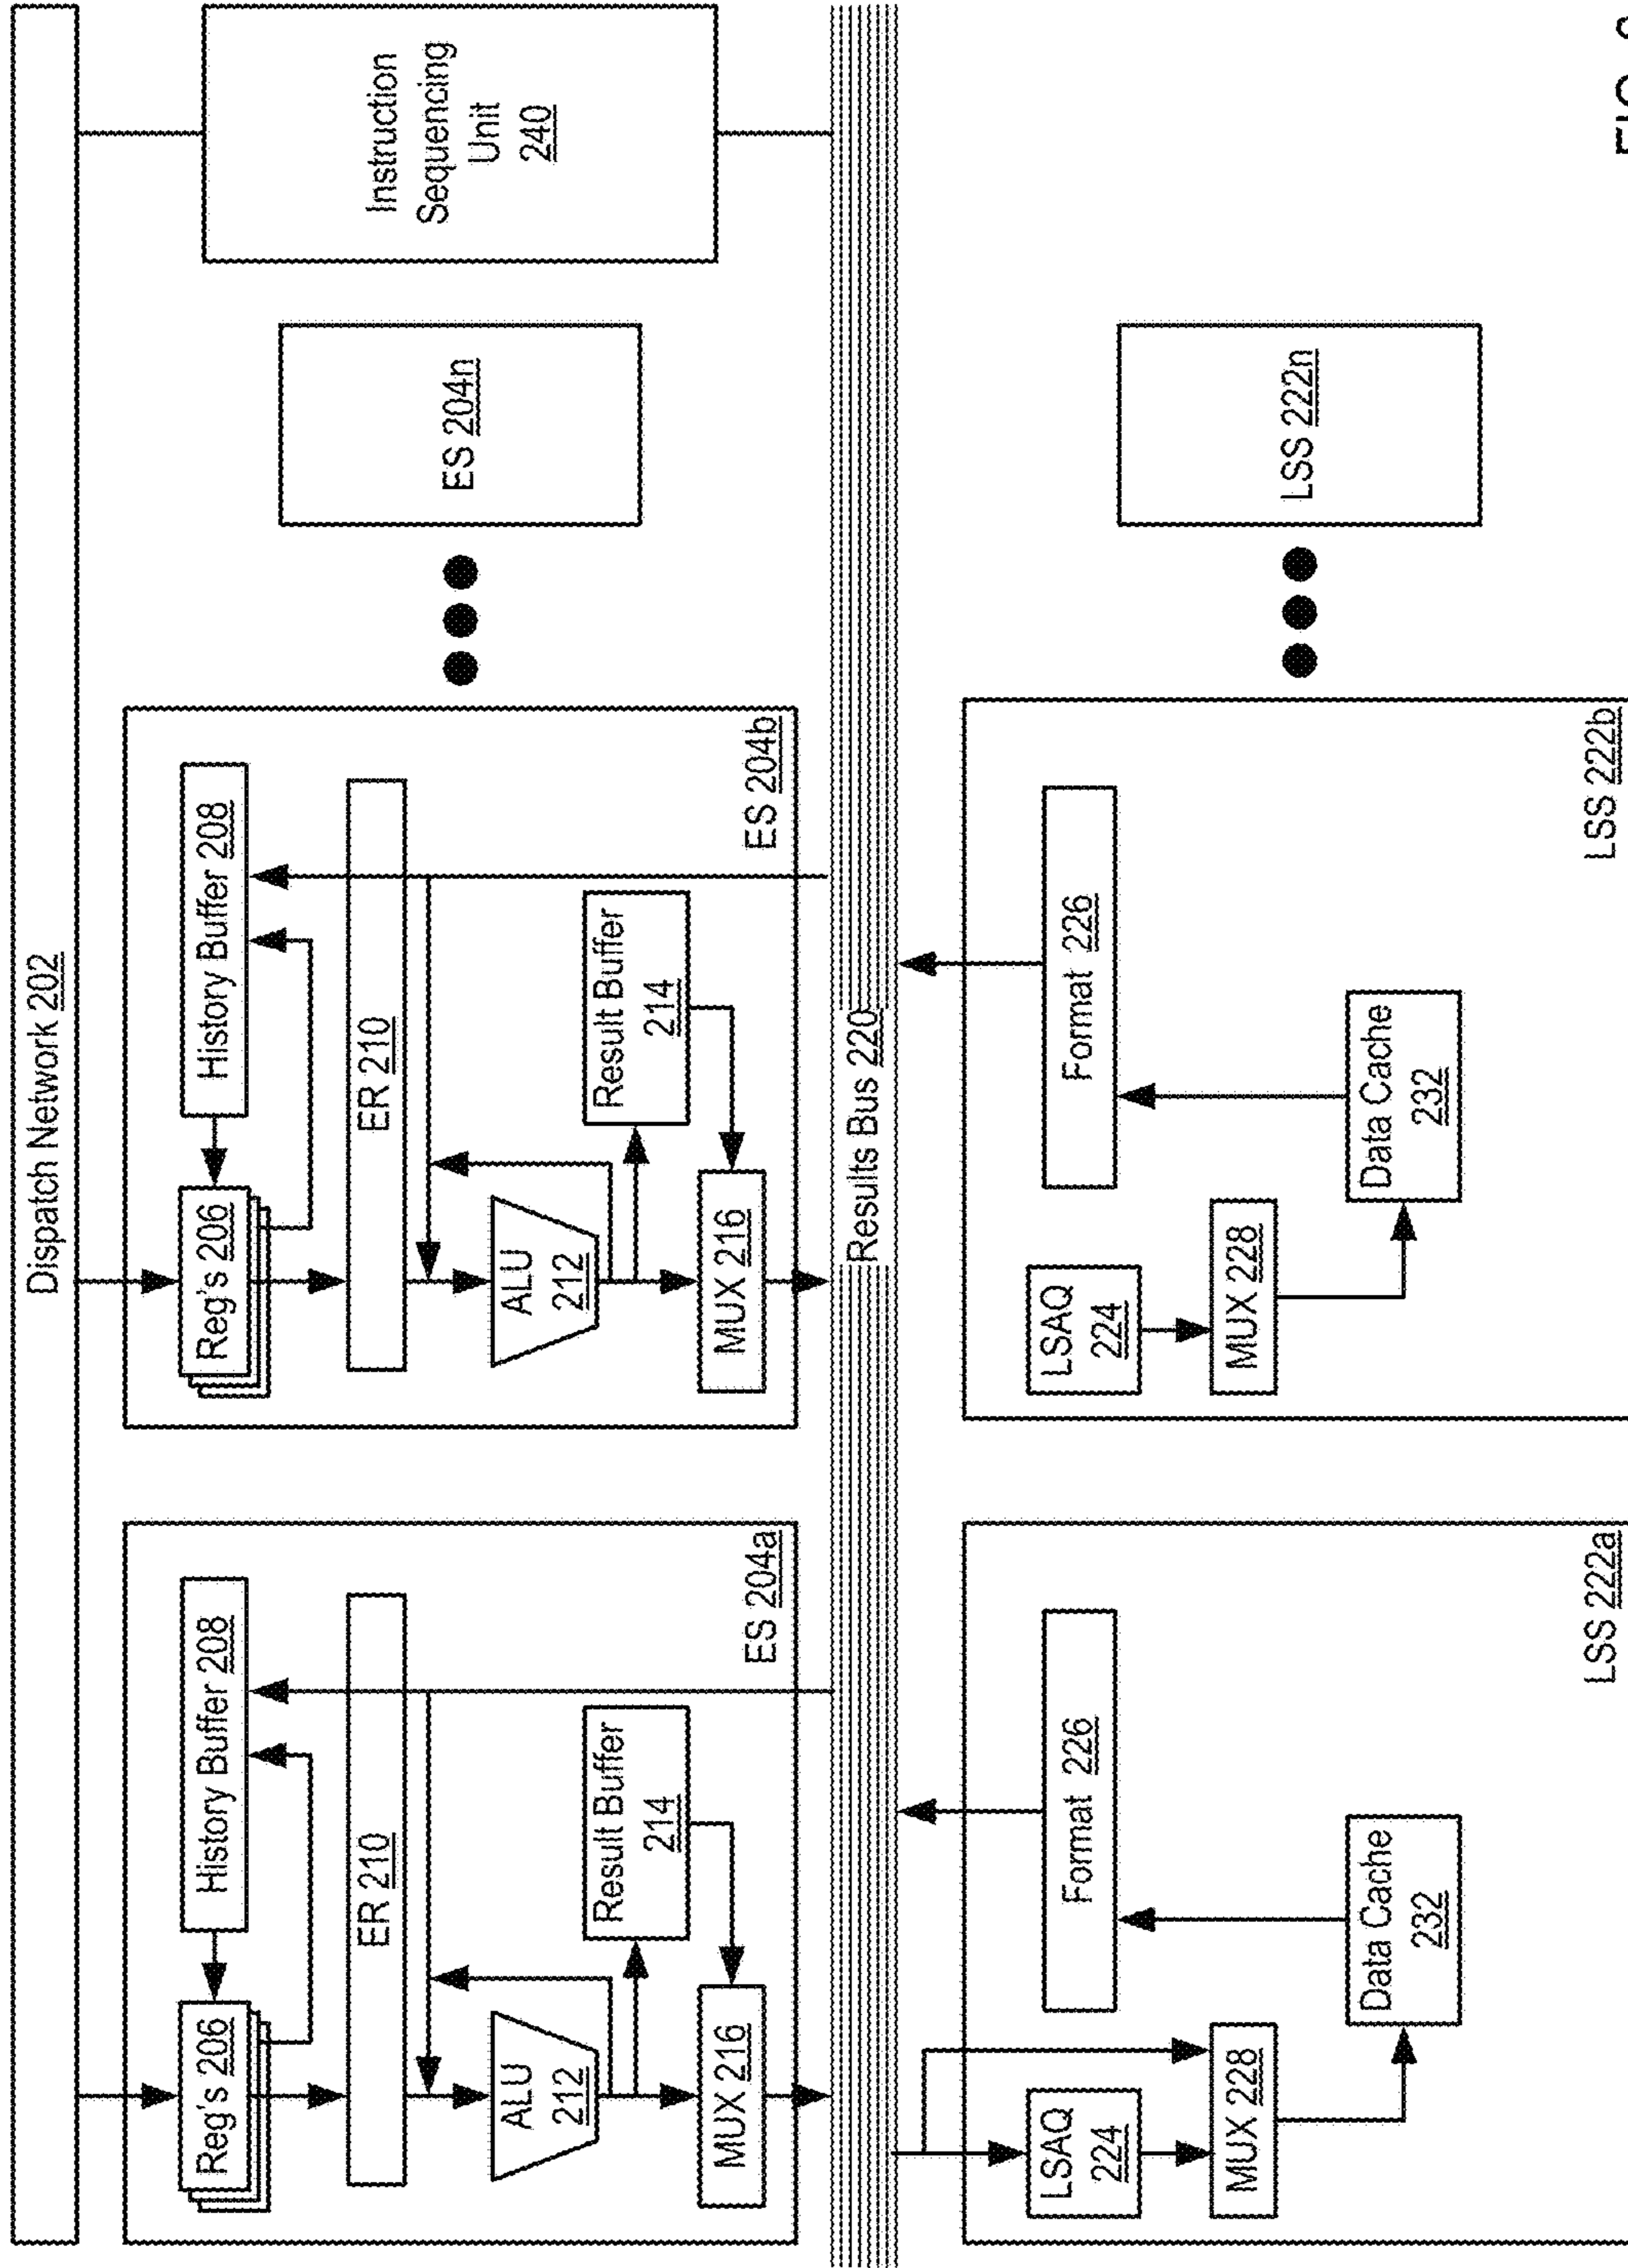 Dispatch Network 202
Reg's 206
History Buffer 208
ER 210
ALU
212
Result Buffer
214
MUX 216
ES 204a
Reg's 206
History Buffer 208
ER 210
ALU
212
Result Buffer
214
MUX 216
ES 204b
ES 204n
Instruction
Sequencing
Unit
240
Results Bus 220
LSAQ
224
MUX 228
Format 226
Data Cache
232
LSS 222a
LSAQ
224
MUX 228
Format 226
Data Cache
232
LSS 222b
LSS 222n
FIG.